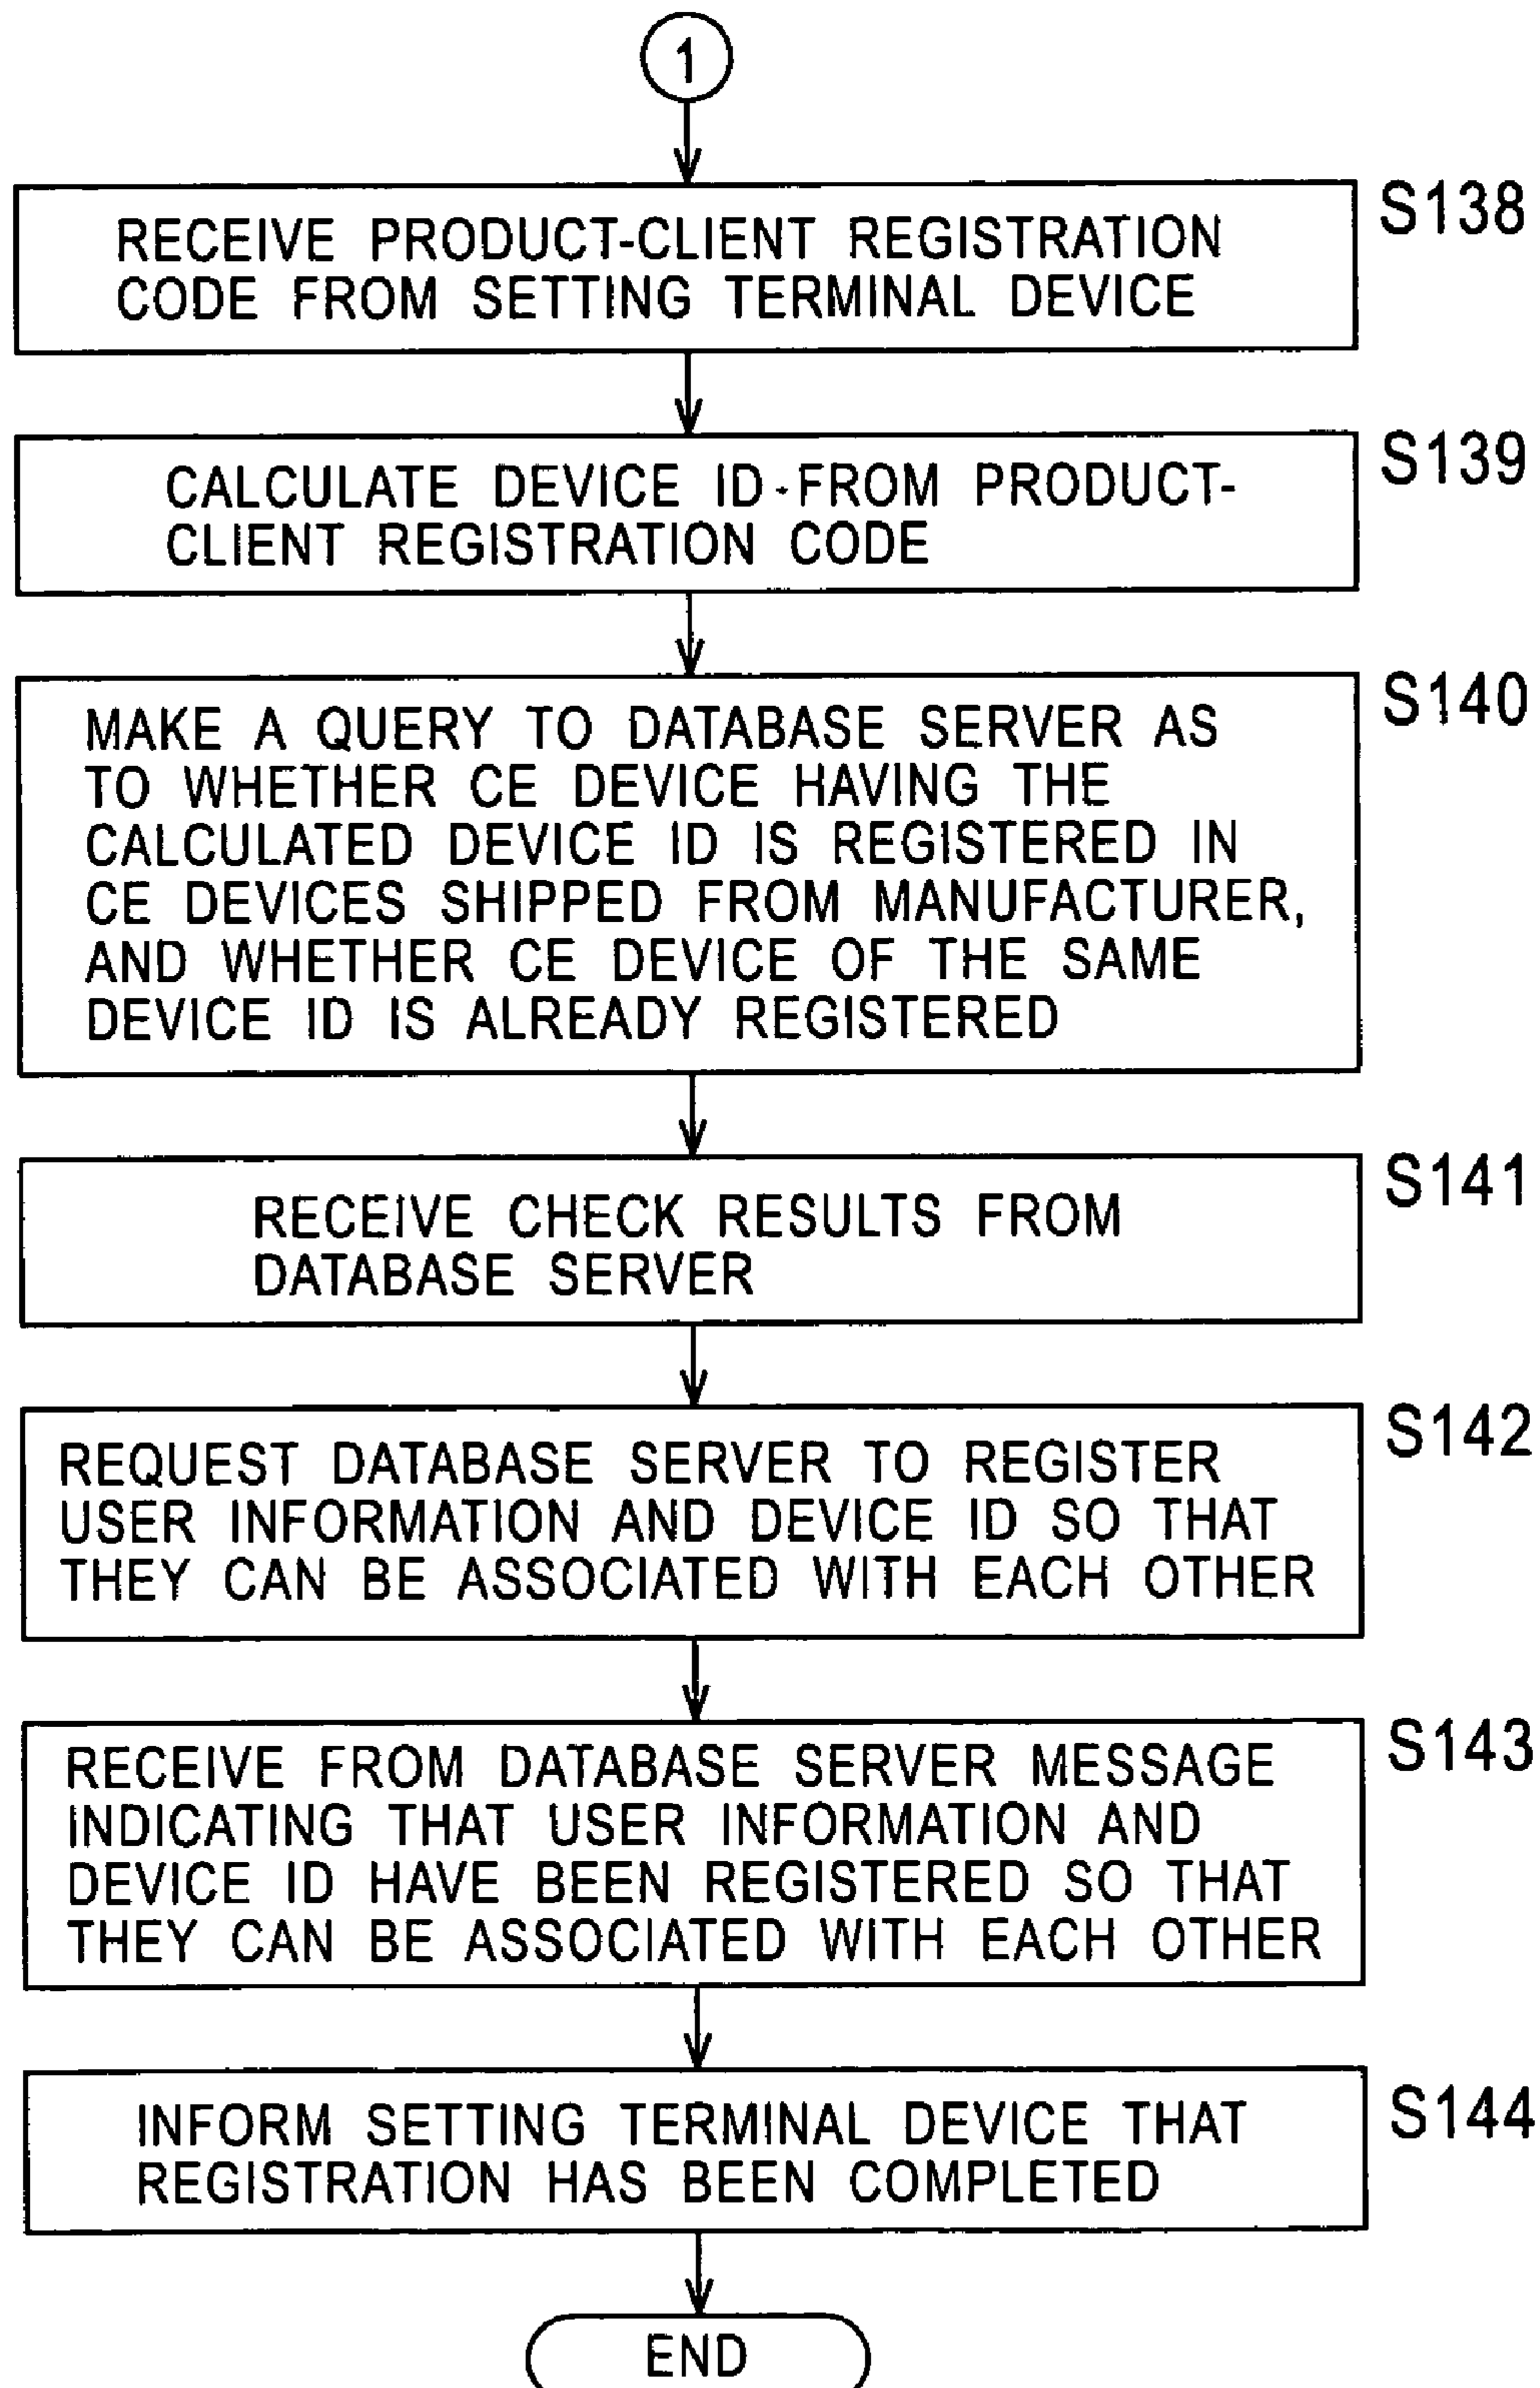 1
S138
RECEIVE PRODUCT-CLIENT REGISTRATION
CODE FROM SETTING TERMINAL DEVICE
S139
CALCULATE DEVICE ID FROM PRODUCT-
CLIENT REGISTRATION CODE
S140
MAKE A QUERY TO DATABASE SERVER AS
TO WHETHER CE DEVICE HAVING THE
CALCULATED DEVICE ID IS REGISTERED IN
CE DEVICES SHIPPED FROM MANUFACTURER,
AND WHETHER CE DEVICE OF THE SAME
DEVICE ID IS ALREADY REGISTERED
S141
RECEIVE CHECK RESULTS FROM
DATABASE SERVER
S142
REQUEST DATABASE SERVER TO REGISTER
USER INFORMATION AND DEVICE ID SO THAT
THEY CAN BE ASSOCIATED WITH EACH OTHER
S143
RECEIVE FROM DATABASE SERVER MESSAGE
INDICATING THAT USER INFORMATION AND
DEVICE ID HAVE BEEN REGISTERED SO THAT
THEY CAN BE ASSOCIATED WITH EACH OTHER
S144
INFORM SETTING TERMINAL DEVICE THAT
REGISTRATION HAS BEEN COMPLETED
END